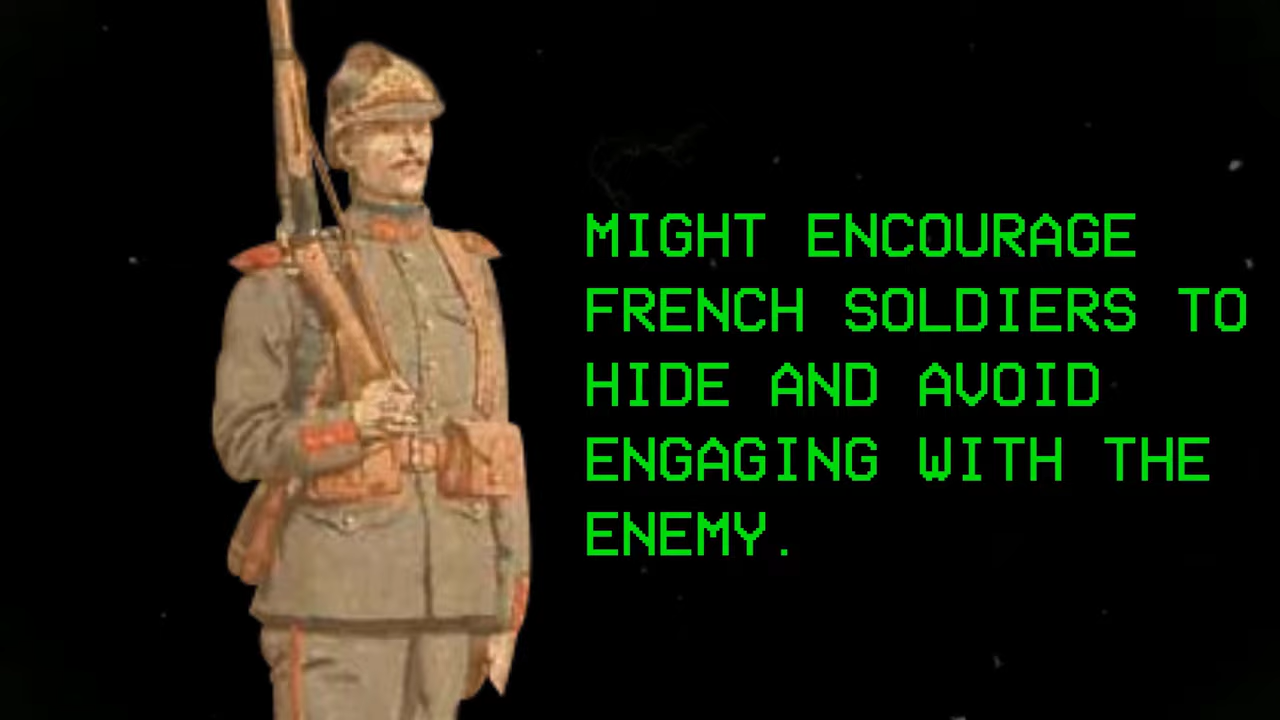 MIGHT ENCOURAGE
FRENCH SOLDIERS TO
HIDE AND AVOID
ENGAGING WITH THE
ENEMY.